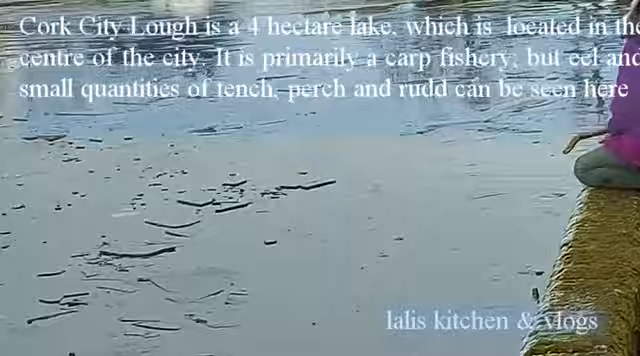 Cork City Lough is a 4 hectare lake, which is located in the
centre of the city. It is primarily a carp fishery, but eel and
small quantities of tench, perch and rudd can be seen here
lalis kitchen & vlogs